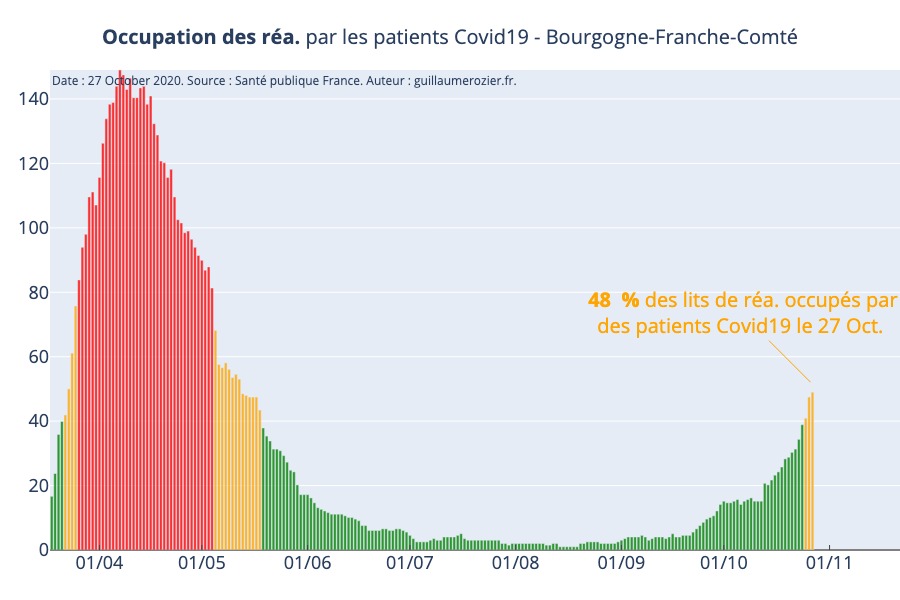 Occupation des réa. par les patients Covid19 - Bourgogne-Franche-Comté
Date : 27 October 2020. Source : Santé publique France. Auteur : guillaumerozier.fr.
140
120
100
80
60
40
20
0
48 % des lits de réa. occupés par
des patients Covid19 le 27 Oct.
01/04 01/05 01/06 01/07 01/08 01/09 01/10 01/11